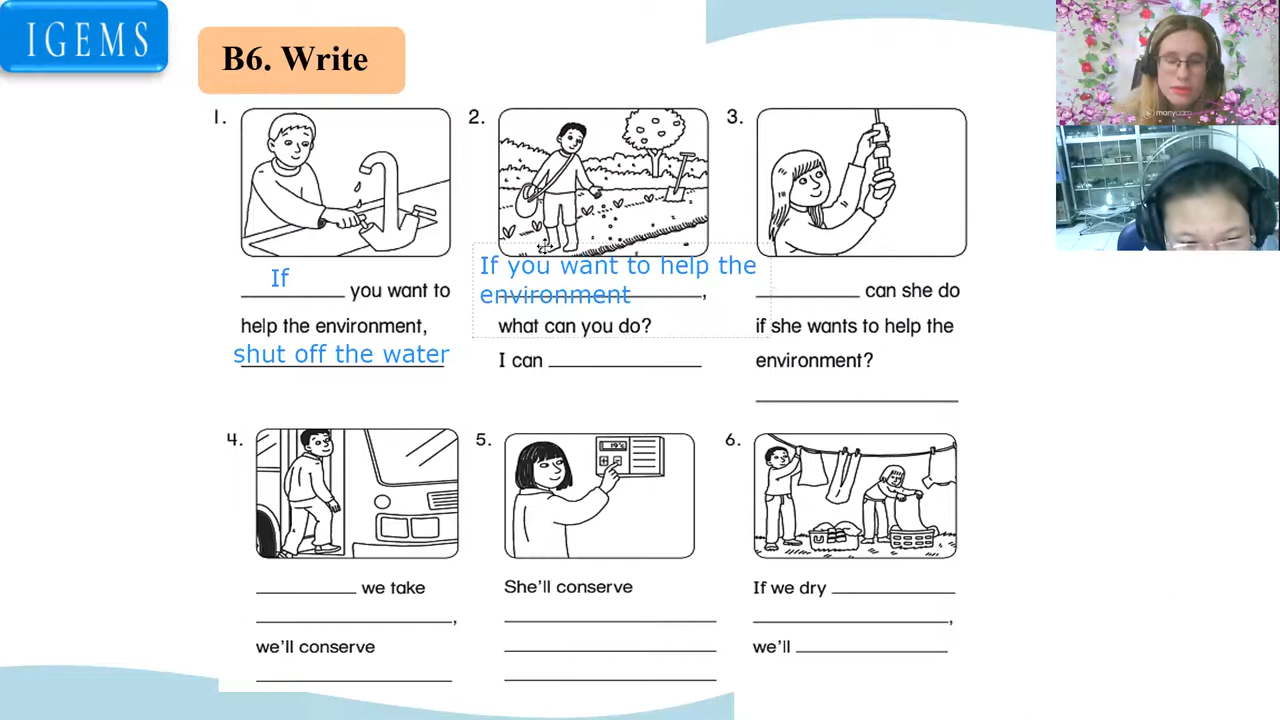 IGEMS
B6. Write
1.
If
you want to
help the environment,
shut off the water
2.
If you want to help the
environment
,
what can you do?
I can
3.
can she do
if she wants to help the
environment?
4.
we take
,
we'll conserve
5.
19°C
She'll conserve
6.
If we dry
,
we'll
manycam